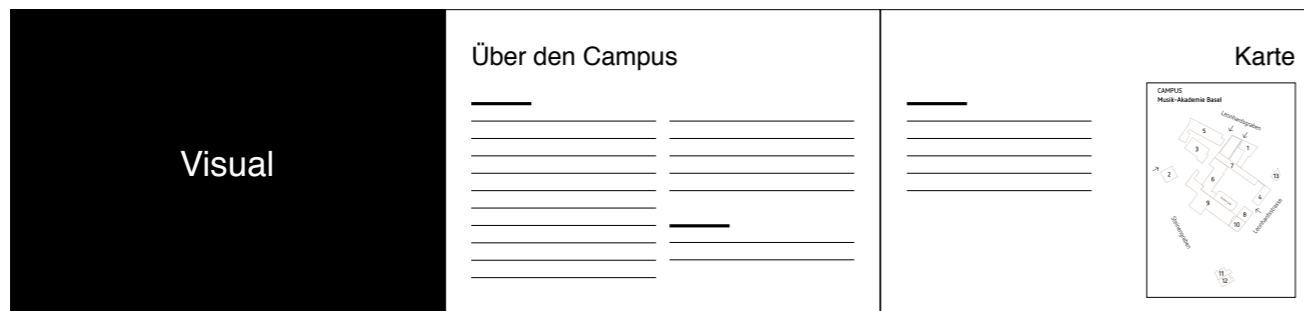 Visual
Über den Campus
Karte
CAMPUS
Musik-Akademie Basel
Leonhardsgraben
5
1
3
7
2
6
13
4
9
8
10
Leonhardsstrasse
Steinengraben
11
12